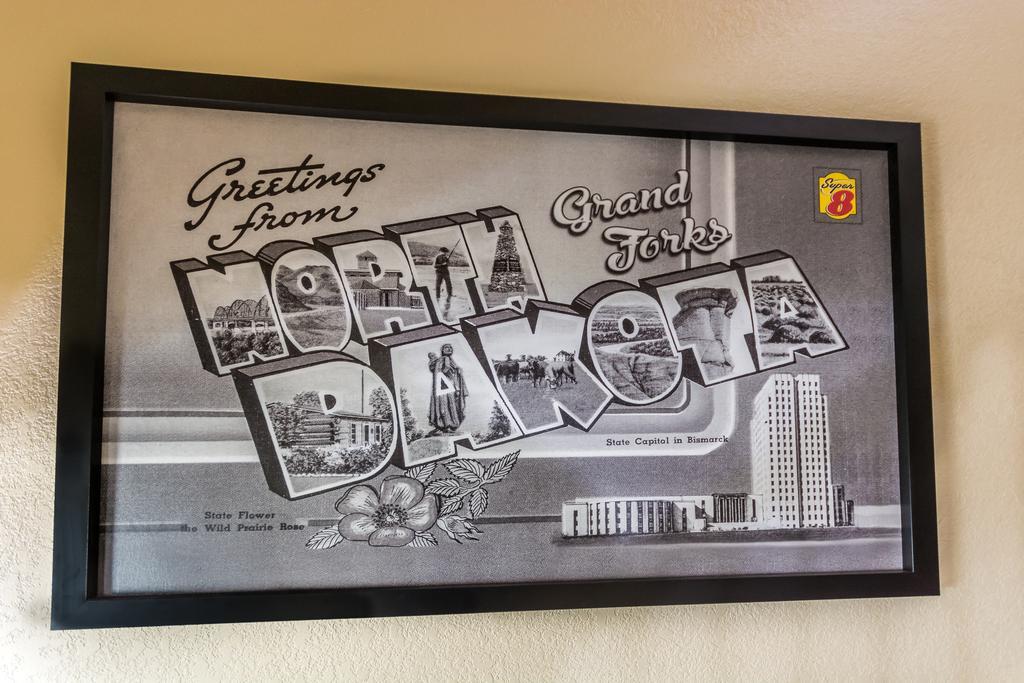 Greetings
from
Grand
Forks
Super
8
NORTH
DAKOTA
State Capitol in Bismarck
State Flower
the Wild Prairie Rose